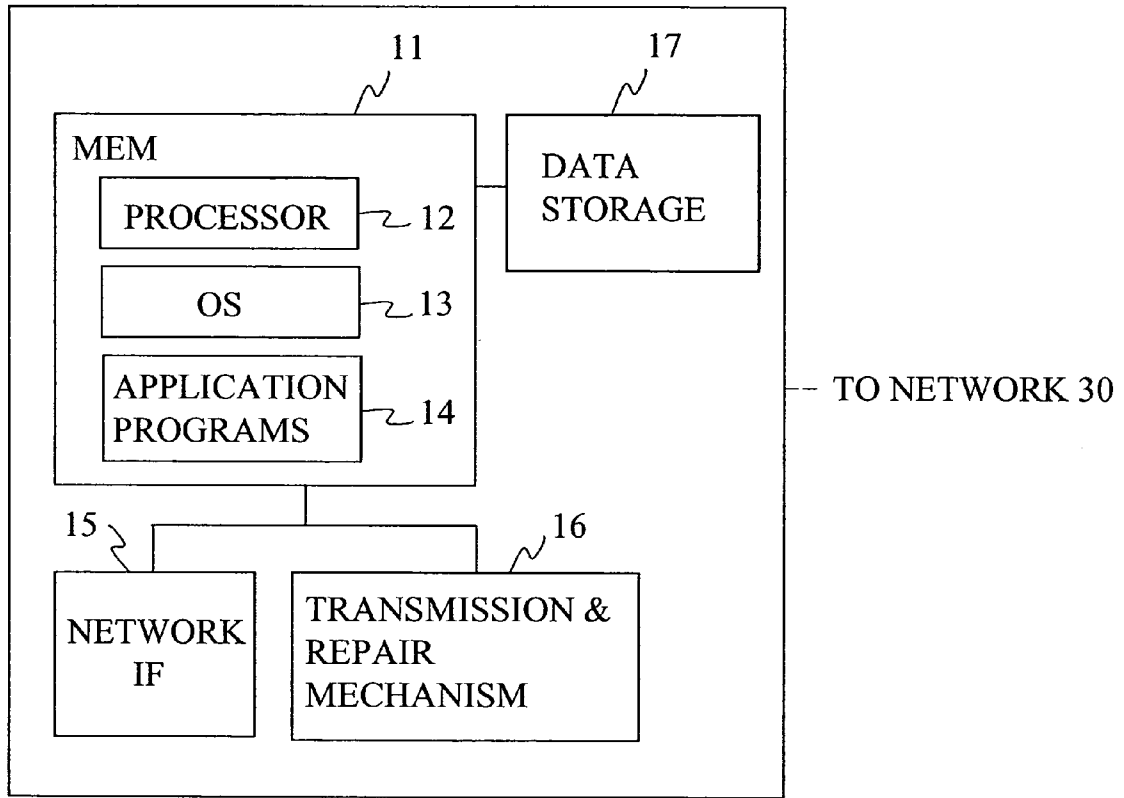 11
17
MEM
DATA
STORAGE
PROCESSOR
12
OS
13
APPLICATION
PROGRAMS
14
TO NETWORK 30
15
16
NETWORK
IF
TRANSMISSION &
REPAIR
MECHANISM